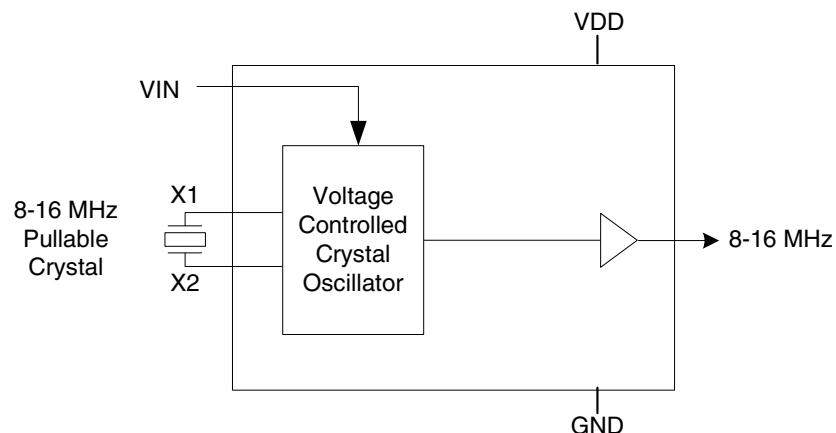 VDD
VIN
X1
8-16 MHz
Pullable
Crystal
X2
Voltage
Controlled
Crystal
Oscillator
8-16 MHz
GND